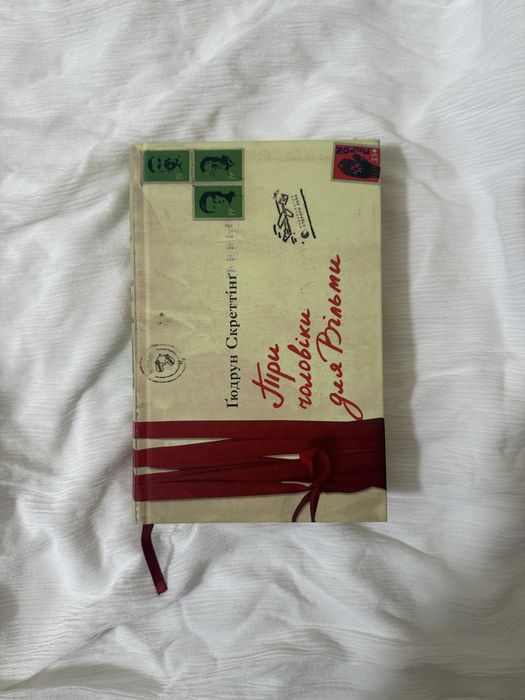 Ґюдрун Скреттінґ
Три
чоловіки
для Вільми